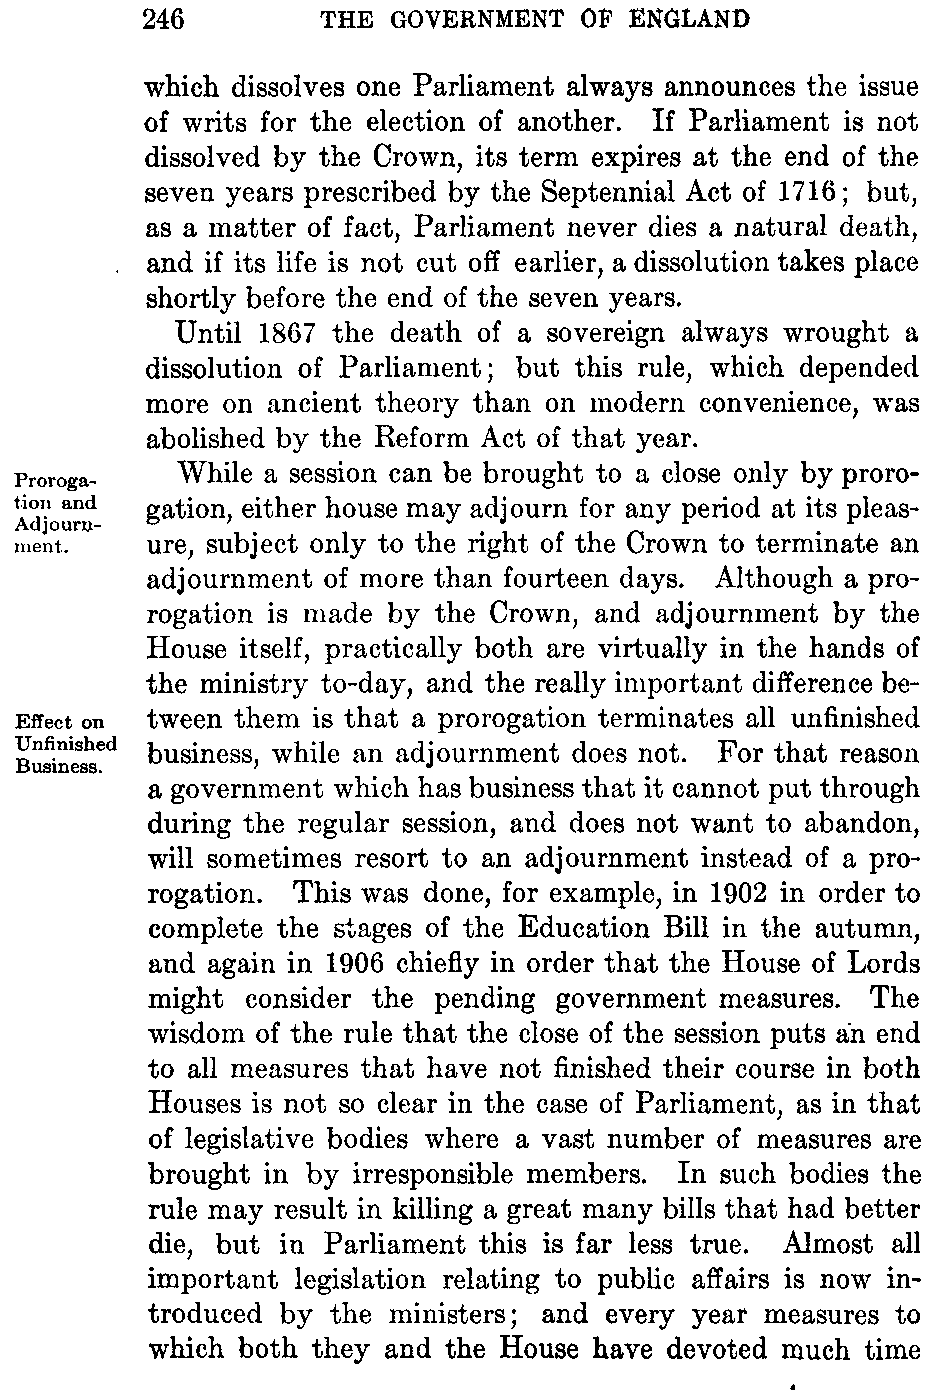 246 THE GOVERNMENT OF ENGLAND
which dissolves one Parliament always announces the issue
of writs for the election of another. If Parliament is not
dissolved by the Crown, its term expires at the end of the
seven years prescribed by the Septennial Act of 1716; but,
as a matter of fact, Parliament never dies a natural death,
and if its life is not cut off earlier, a dissolution takes place
shortly before the end of the seven years.
Until 1867 the death of a sovereign always wrought a
dissolution of Parliament; but this rule, which depended
more on ancient theory than on modern convenience, was
abolished by the Reform Act of that year.
Proroga-
tion and
Adjourn-
ment.
While a session can be brought to a close only by proro-
gation, either house may adjourn for any period at its pleas-
ure, subject only to the right of the Crown to terminate an
adjournment of more than fourteen days. Although a pro-
rogation is made by the Crown, and adjournment by the
House itself, practically both are virtually in the hands of
the ministry to-day, and the really important difference be-
Effect on
Unfinished
Business.
tween them is that a prorogation terminates all unfinished
business, while an adjournment does not. For that reason
a government which has business that it cannot put through
during the regular session, and does not want to abandon,
will sometimes resort to an adjournment instead of a pro-
rogation. This was done, for example, in 1902 in order to
complete the stages of the Education Bill in the autumn,
and again in 1906 chiefly in order that the House of Lords
might consider the pending government measures. The
wisdom of the rule that the close of the session puts an end
to all measures that have not finished their course in both
Houses is not so clear in the case of Parliament, as in that
of legislative bodies where a vast number of measures are
brought in by irresponsible members. In such bodies the
rule may result in killing a great many bills that had better
die, but in Parliament this is far less true. Almost all
important legislation relating to public affairs is now in-
troduced by the ministers; and every year measures to
which both they and the House have devoted much time